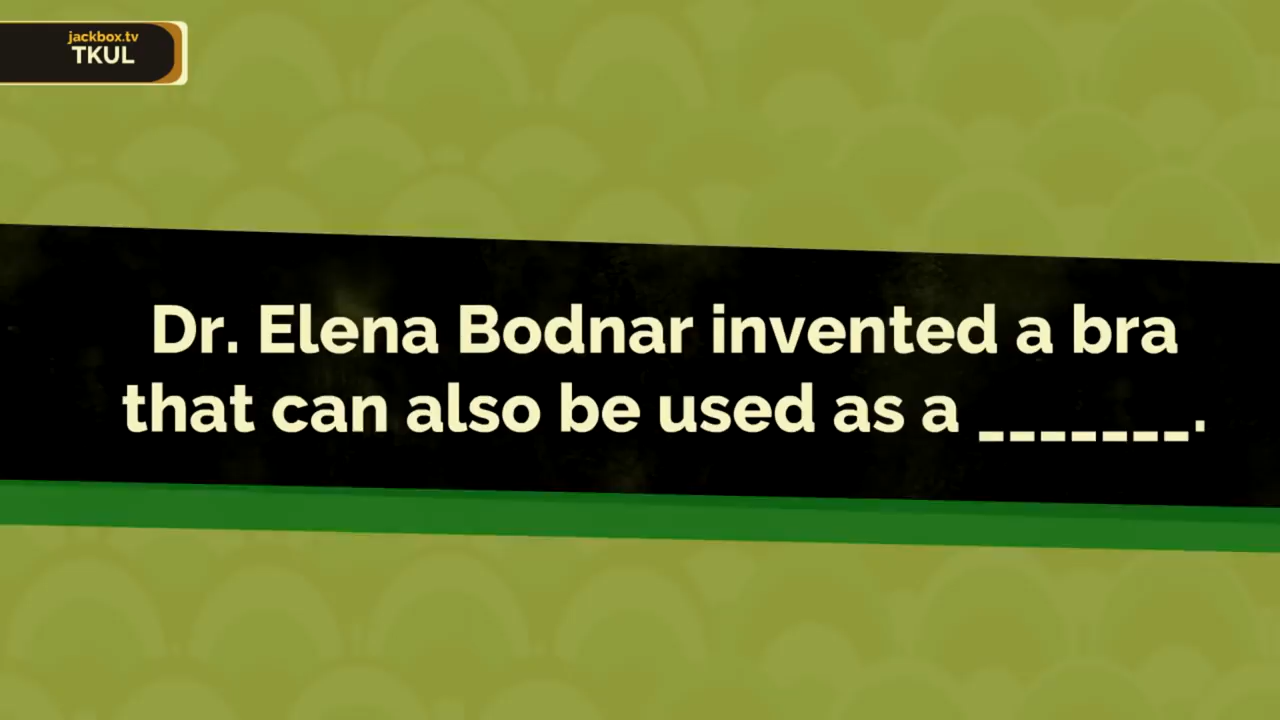 jackbox.tv
TKUL
Dr. Elena Bodnar invented a bra
that can also be used as a _______.